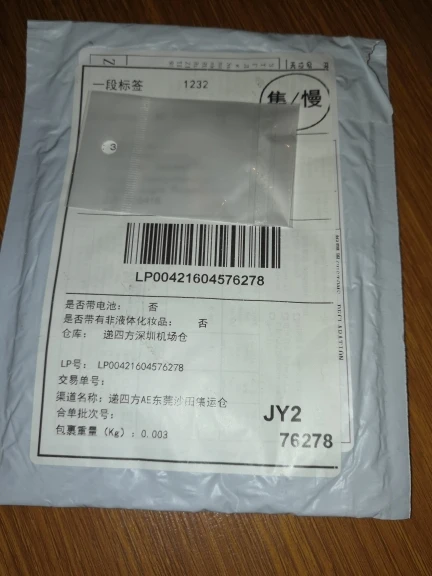 一段标签 1232
集/慢
3
LP00421604576278
是否带电池: 否
是否带有非液体化妆品: 否
仓库: 递四方深圳机场仓
LP号: LP00421604576278
交易单号:
渠道名称: 递四方AE东莞沙田集运仓
合单批次号:
包裹重量(Kg): 0.003
JY2
76278